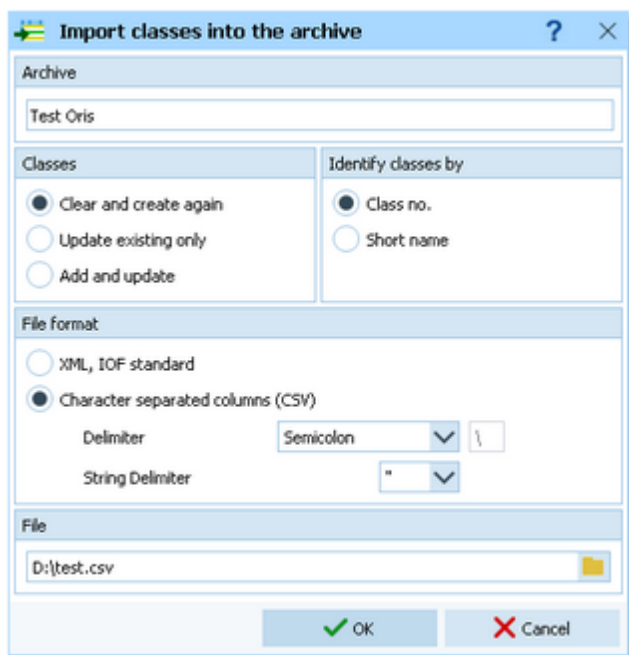 Import classes into the archive ?
Archive
Test Oris
Classes
Identify classes by
Clear and create again
Class no.
Update existing only
Short name
Add and update
File format
XML, IOF standard
Character separated columns (CSV)
Delimiter Semicolon \
String Delimiter "
File
D:\test.csv
OK Cancel